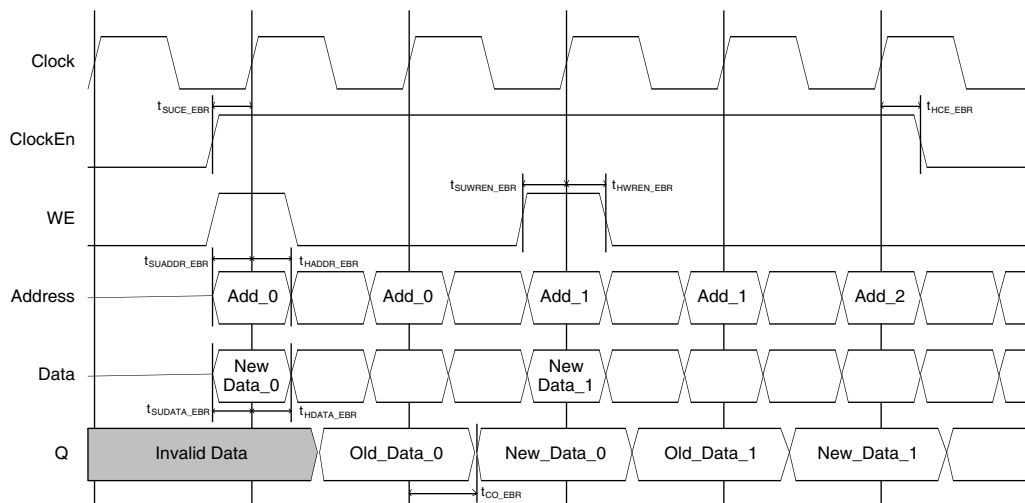 Clock
tSUCE_EBR
tHCE_EBR
ClockEn
tSUWREN_EBR
tHWREN_EBR
WE
tSUADDR_EBR
tHADDR_EBR
Address
Add_0
Add_0
Add_1
Add_1
Add_2
Data
New
Data_0
New
Data_1
tSUDATA_EBR
tHDATA_EBR
Q
Invalid Data
Old_Data_0
New_Data_0
Old_Data_1
New_Data_1
tCO_EBR